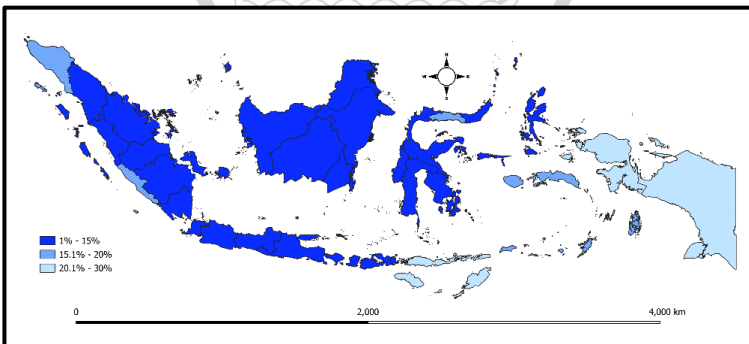 N
W E
S
1% - 15%
15.1% - 20%
20.1% - 30%
0 2,000 4,000 km